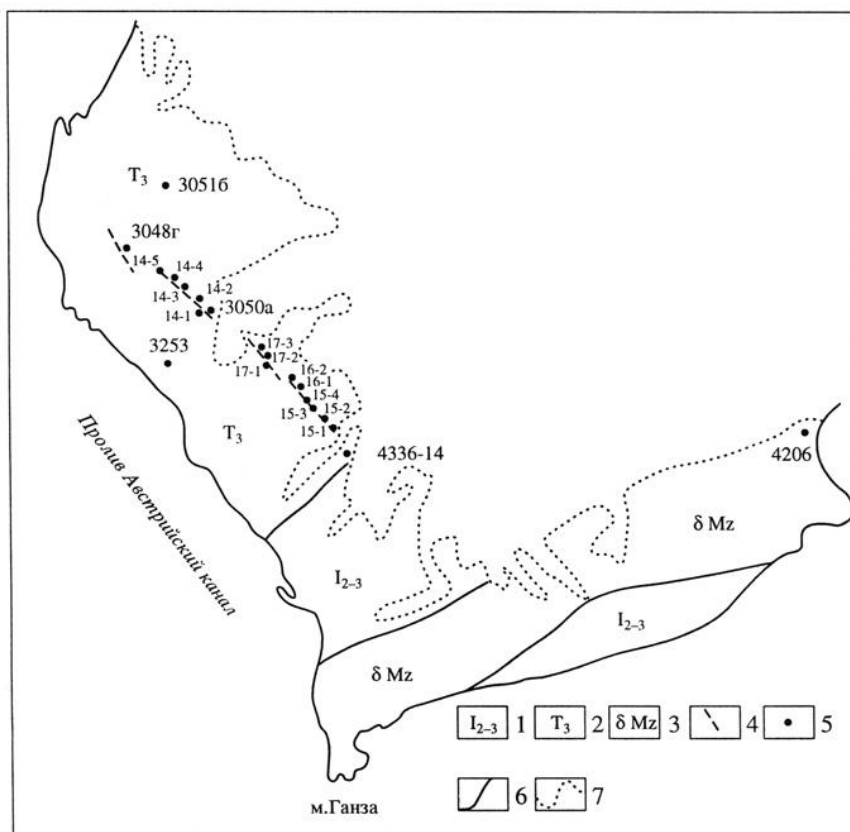 T₃
3051б
3048г
14-5
14-4
14-3
14-2
3050а
14-1
3253
17-3
17-2
17-1
16-2
16-1
15-4
15-3
15-2
15-1
T₃
4336-14
4206
Пролив Австрийский канал
δ Mz
I₂₋₃
I₂₋₃
δ Mz
I₂₋₃ 1 T₃ 2 δ Mz 3 4 5
6 7
м.Ганза